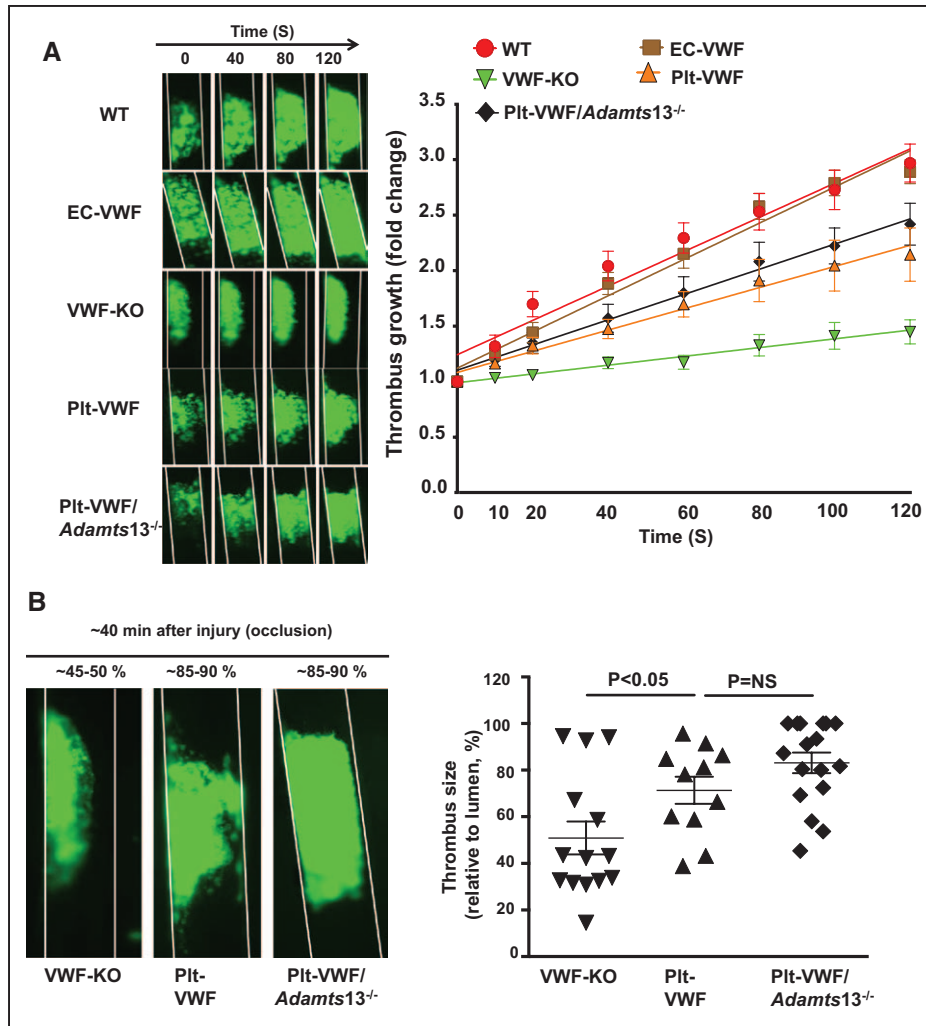 A
Time (S)
0 40 80 120
WT
EC-VWF
VWF-KO
Plt-VWF
Plt-VWF/
Adamts13-/-
WT
EC-VWF
VWF-KO
Plt-VWF
Plt-VWF/Adamts13-/-
Thrombus growth (fold change)
3.5
3.0
2.5
2.0
1.5
1.0
0.5
0.0
0 10 20 40 60 80 100 120
Time (S)
B
~40 min after injury (occlusion)
~45-50 % ~85-90 % ~85-90 %
VWF-KO
Plt-
VWF
Plt-VWF/
Adamts13-/-
Thrombus size
(relative to lumen, %)
120
100
80
60
40
20
0
P<0.05
P=NS
VWF-KO
Plt-
VWF
Plt-VWF/
Adamts13-/-